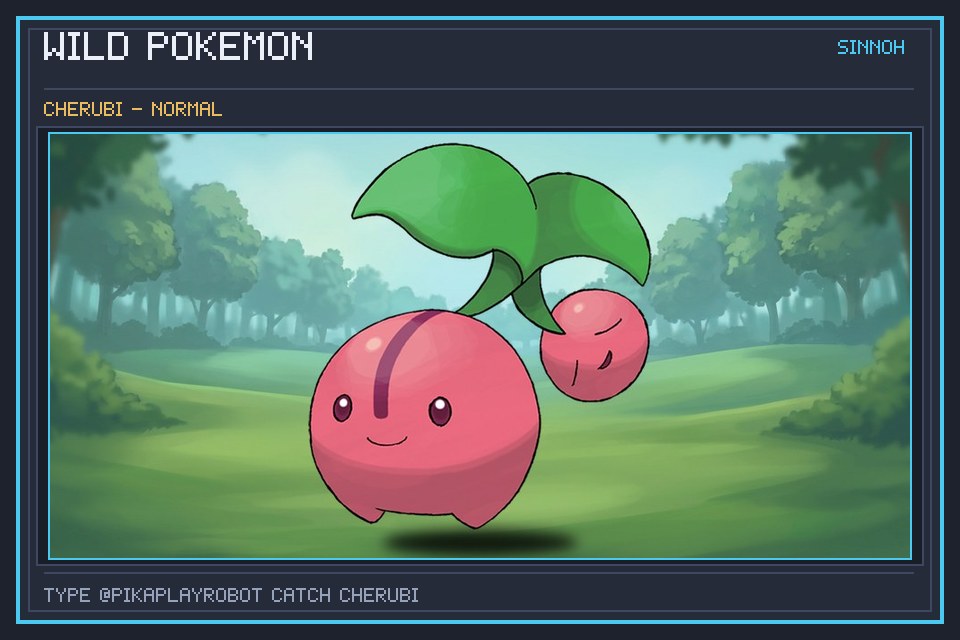 WILD POKEMON
SINNOH
CHERUBI - NORMAL
TYPE @PIKAPLAYROBOT CATCH CHERUBI